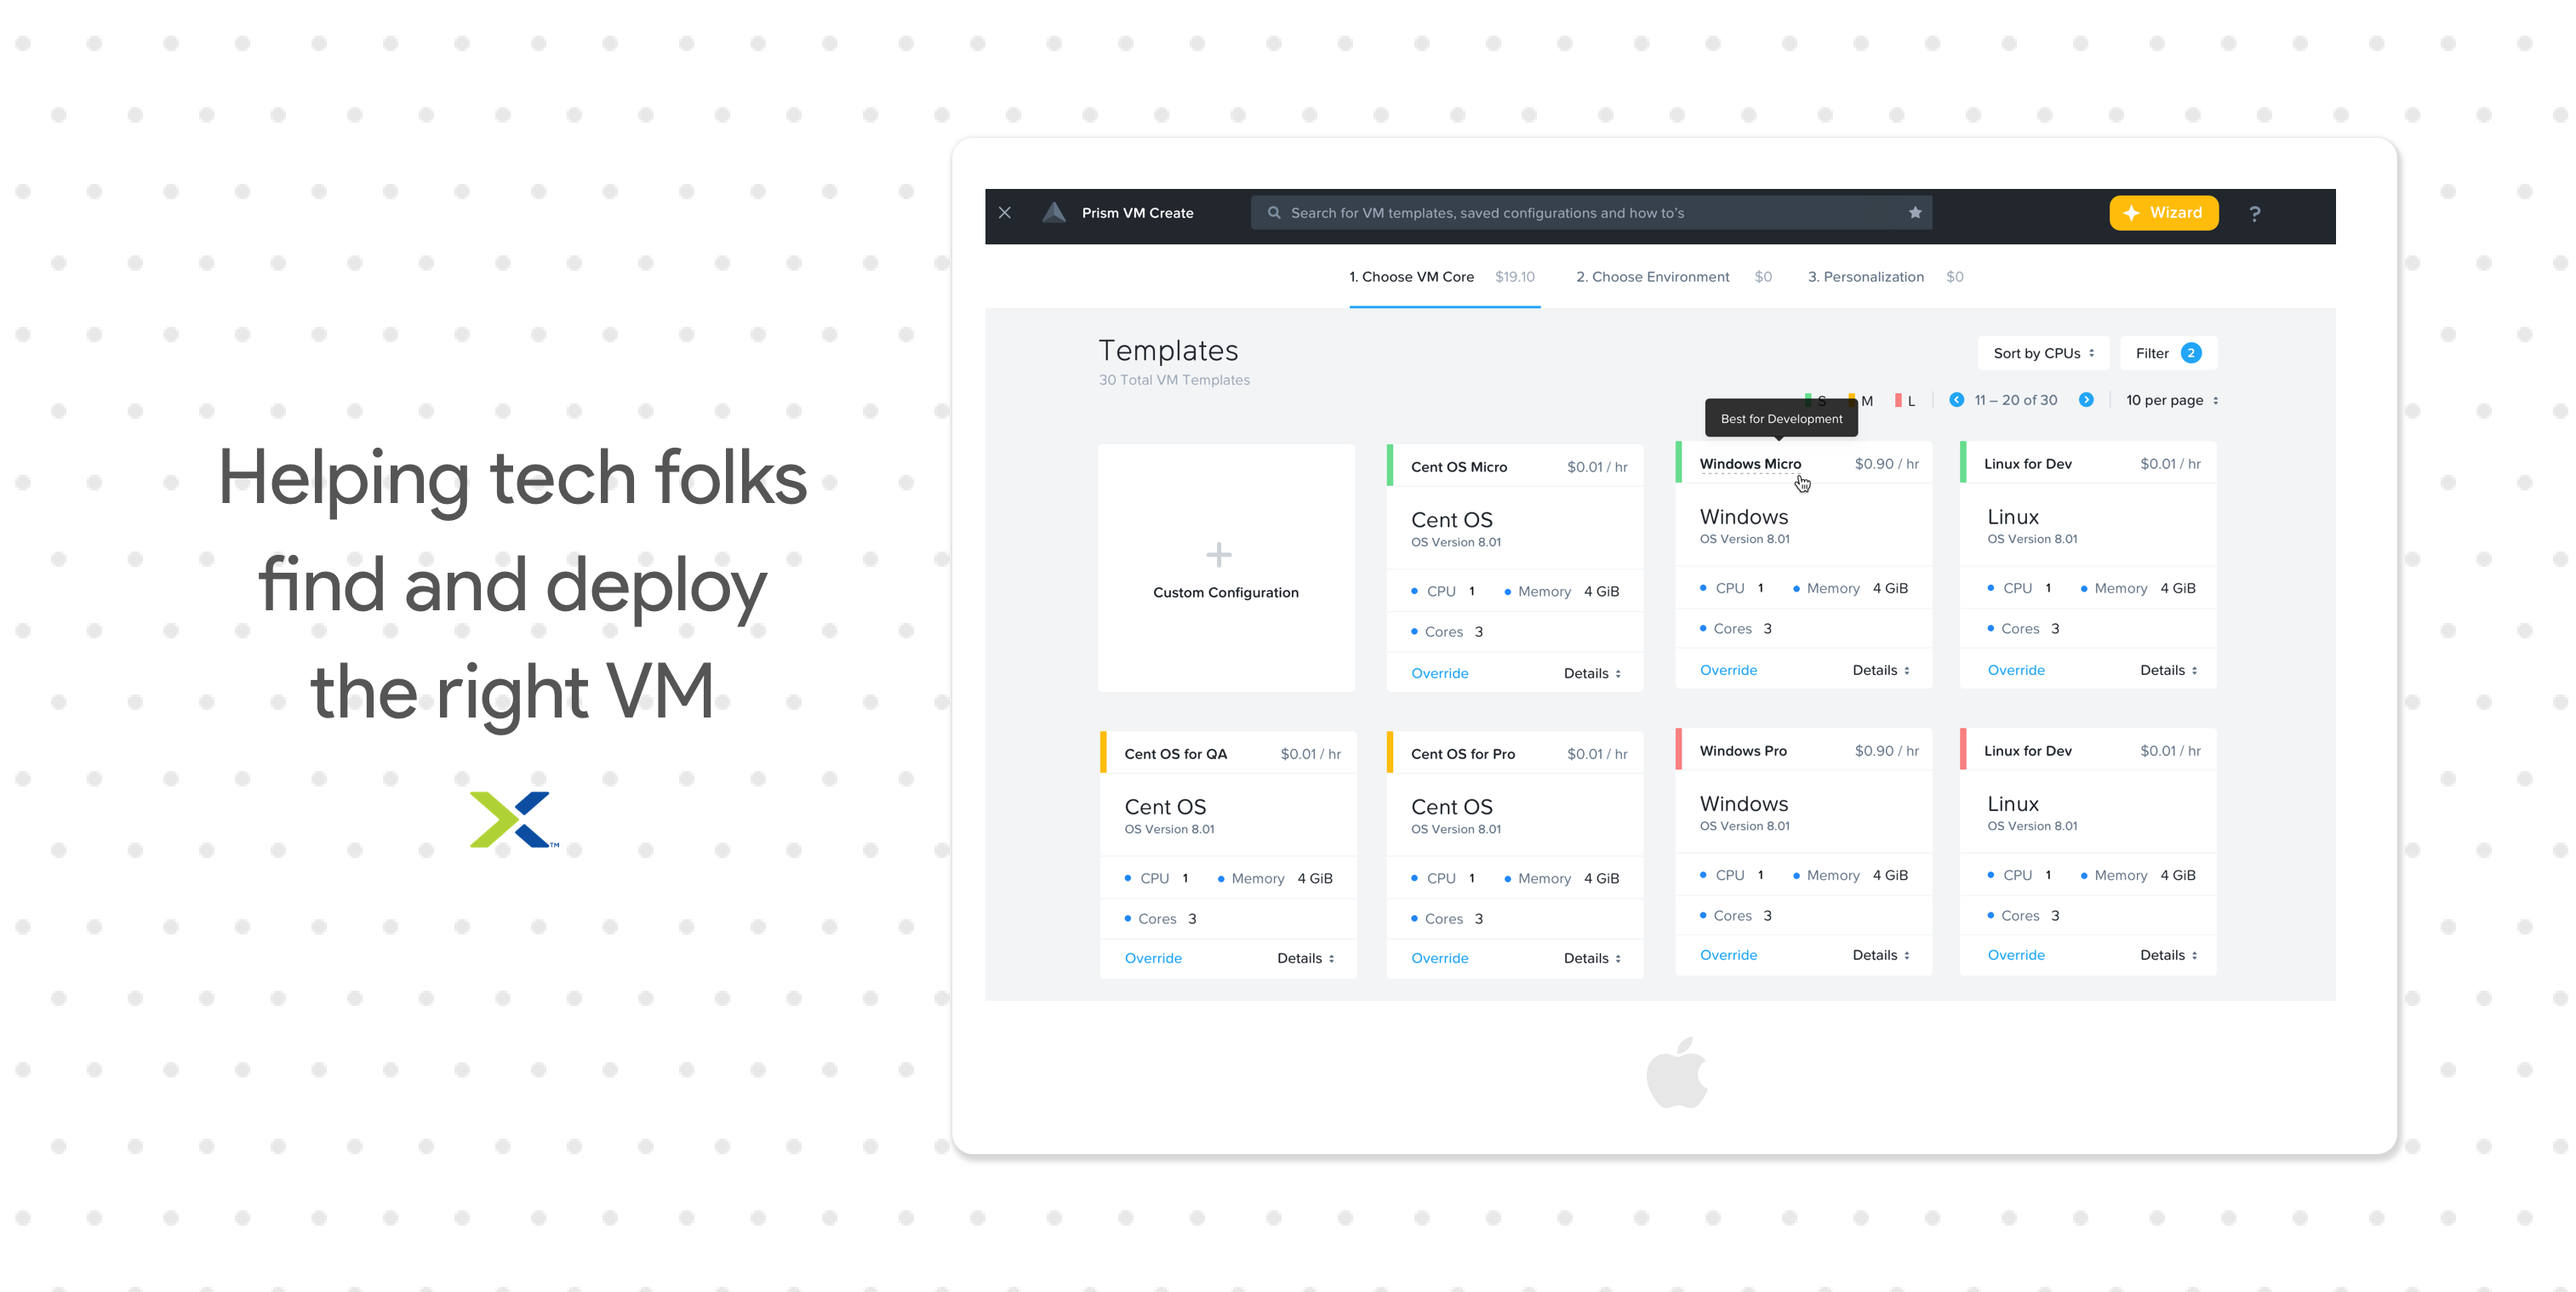 Helping tech folks
find and deploy
the right VM
TM
Prism VM Create
Search for VM templates, saved configurations and how to's
Wizard
?
1. Choose VM Core $19.10 2. Choose Environment $0 3. Personalization $0
Templates
30 Total VM Templates
Sort by CPUs
Filter 2
S M L 11 – 20 of 30 10 per page
Best for Development
Custom Configuration
Cent OS Micro $0.01 / hr
Cent OS
OS Version 8.01
CPU 1 Memory 4 GiB
Cores 3
Override Details
Windows Micro $0.90 / hr
Windows
OS Version 8.01
CPU 1 Memory 4 GiB
Cores 3
Override Details
Linux for Dev $0.01 / hr
Linux
OS Version 8.01
CPU 1 Memory 4 GiB
Cores 3
Override Details
Cent OS for QA $0.01 / hr
Cent OS
OS Version 8.01
CPU 1 Memory 4 GiB
Cores 3
Override Details
Cent OS for Pro $0.01 / hr
Cent OS
OS Version 8.01
CPU 1 Memory 4 GiB
Cores 3
Override Details
Windows Pro $0.90 / hr
Windows
OS Version 8.01
CPU 1 Memory 4 GiB
Cores 3
Override Details
Linux for Dev $0.01 / hr
Linux
OS Version 8.01
CPU 1 Memory 4 GiB
Cores 3
Override Details